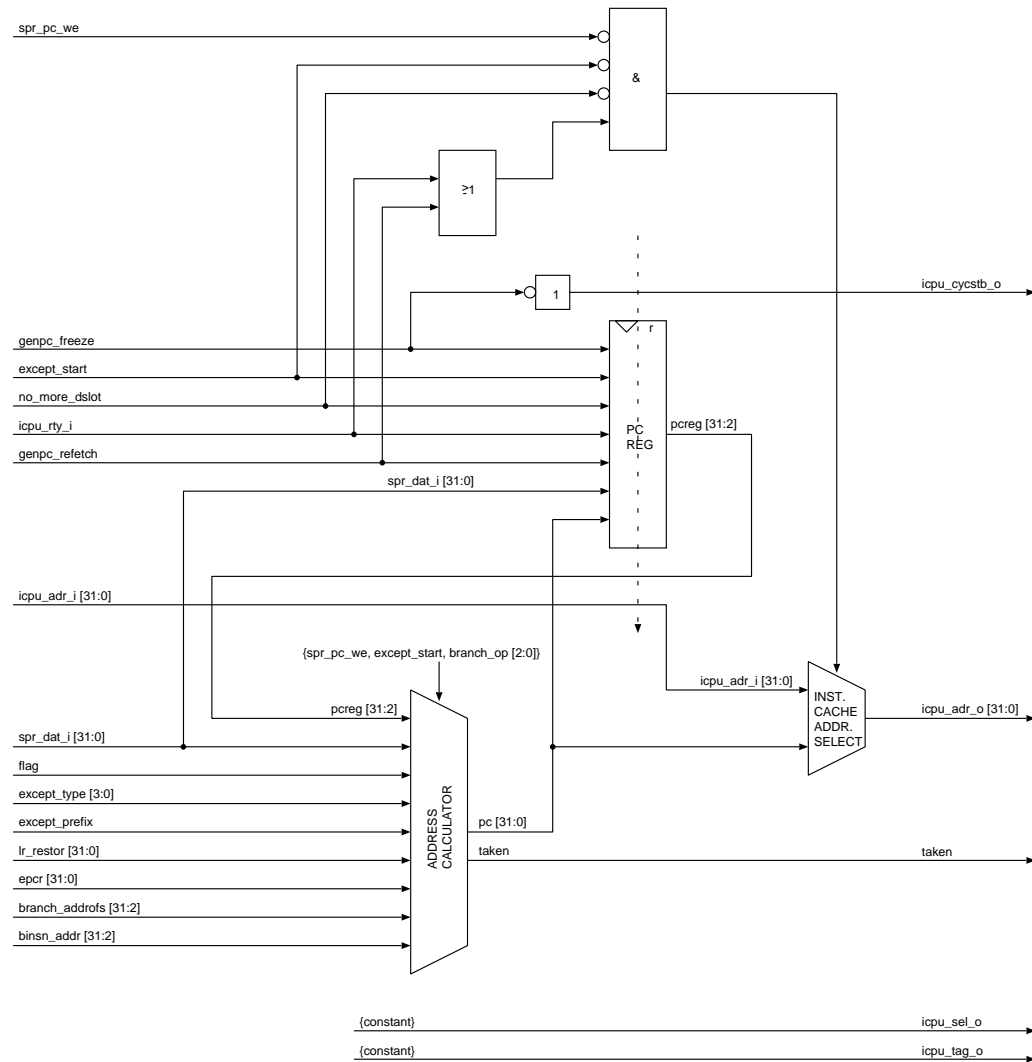 spr_pc_we
&
≥1
icpu_cycstb_o
1
r
genpc_freeze
except_start
no_more_dslot
icpu_rty_i
PC
REG
pcreg [31:2]
genpc_refetch
spr_dat_i [31:0]
icpu_adr_i [31:0]
{spr_pc_we, except_start, branch_op [2:0]}
icpu_adr_i [31:0]
INST.
CACHE
ADDR.
SELECT
icpu_adr_o [31:0]
pcreg [31:2]
spr_dat_i [31:0]
flag
except_type [3:0]
except_prefix
lr_restor [31:0]
epcr [31:0]
branch_addrofs [31:2]
binsn_addr [31:2]
ADDRESS
CALCULATOR
pc [31:0]
taken
taken
{constant}
icpu_sel_o
{constant}
icpu_tag_o